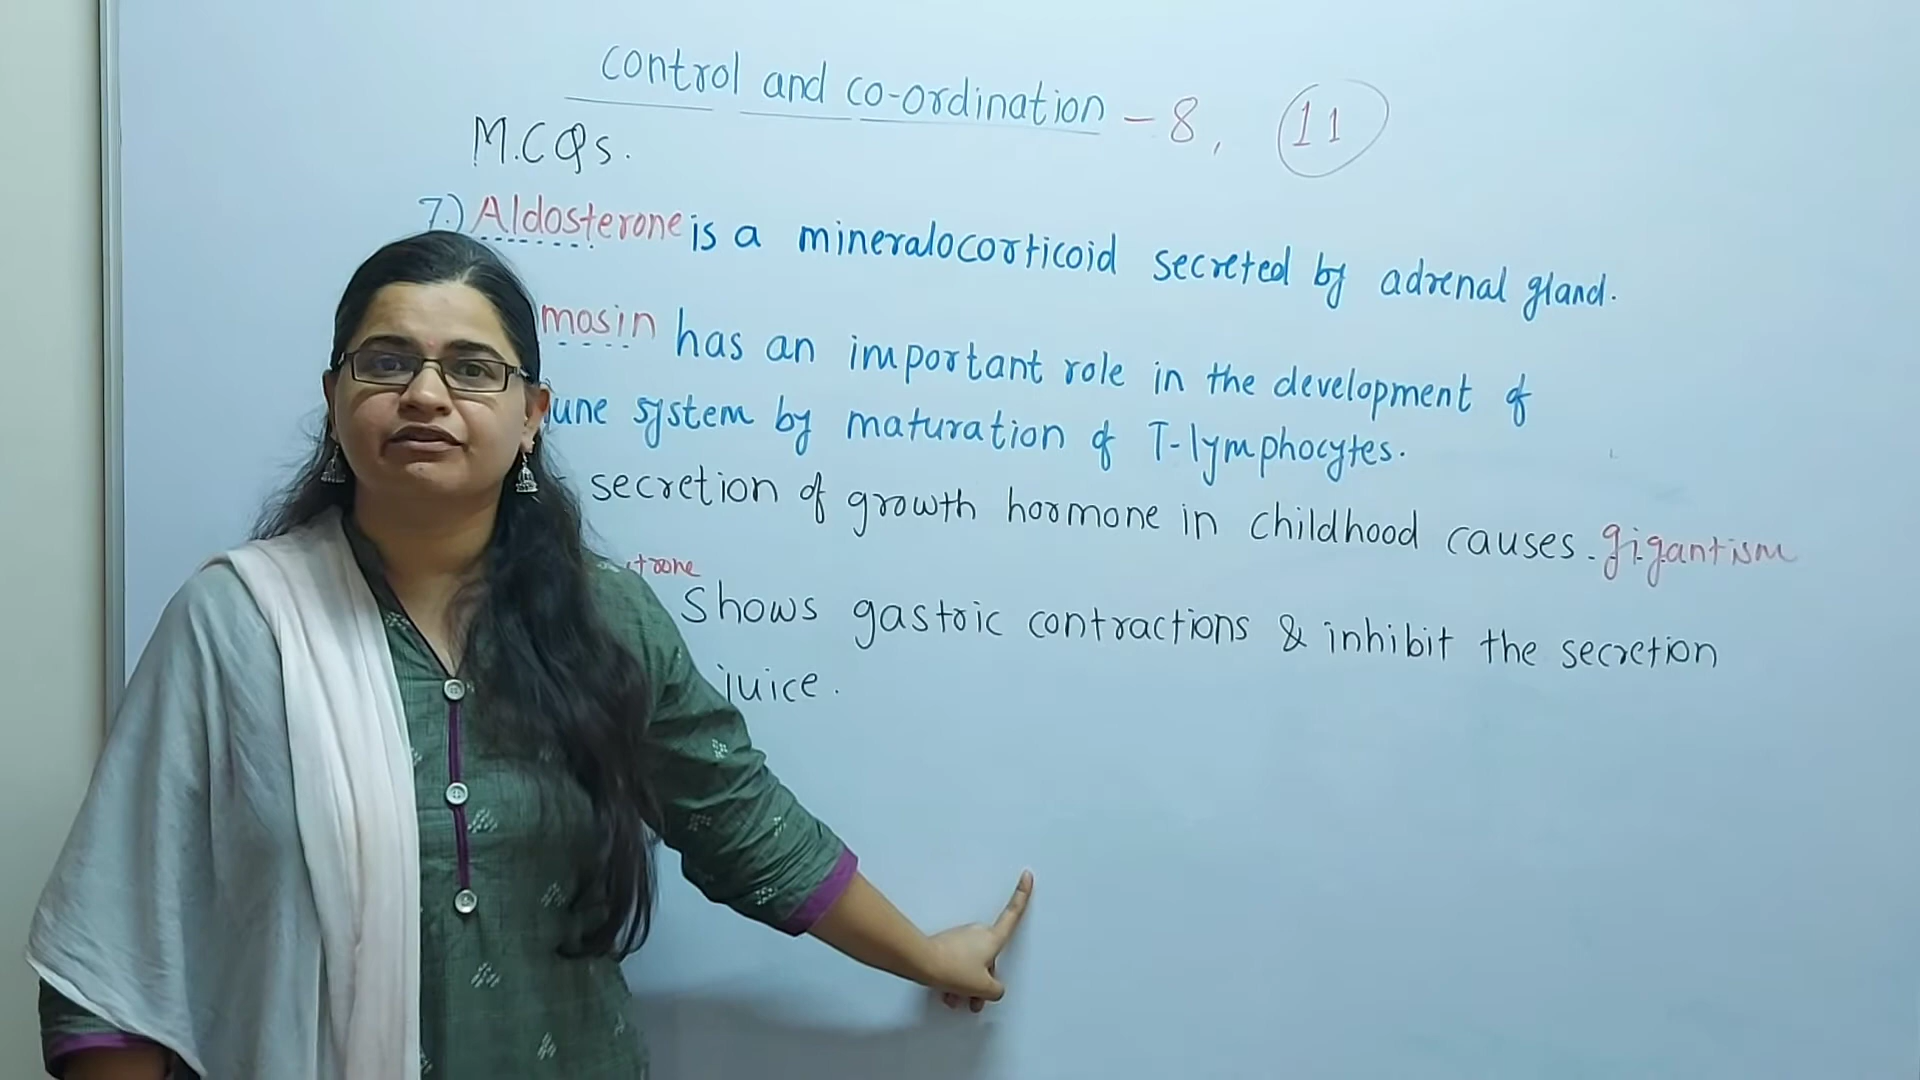 control and co-ordination - 8, 11
M.C.Qs.
7.) Aldosterone is a mineralocorticoid secreted by adrenal gland.
mosin has an important role in the development of
une system by maturation of T-lymphocytes.
secretion of growth hormone in childhood causes. gigantism
trone
shows gastric contractions & inhibit the secretion
juice.